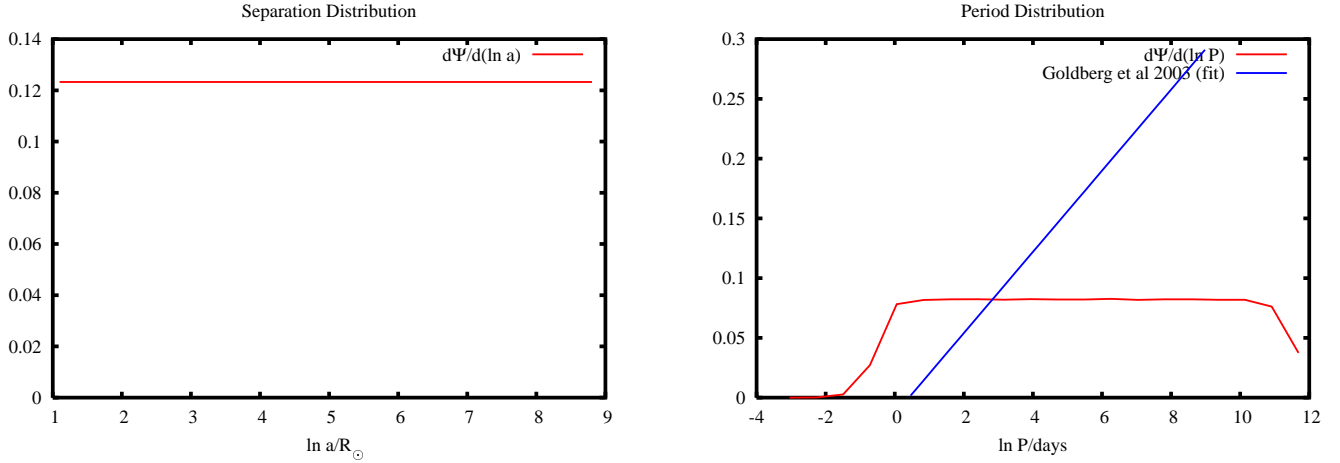 Separation Distribution
0.14
0.12
0.1
0.08
0.06
0.04
0.02
0
1 2 3 4 5 6 7 8 9
ln a/R☉
dΨ/d(ln a)
Period Distribution
0.3
0.25
0.2
0.15
0.1
0.05
0
-4 -2 0 2 4 6 8 10 12
ln P/days
dΨ/d(ln P)
Goldberg et al 2003 (fit)